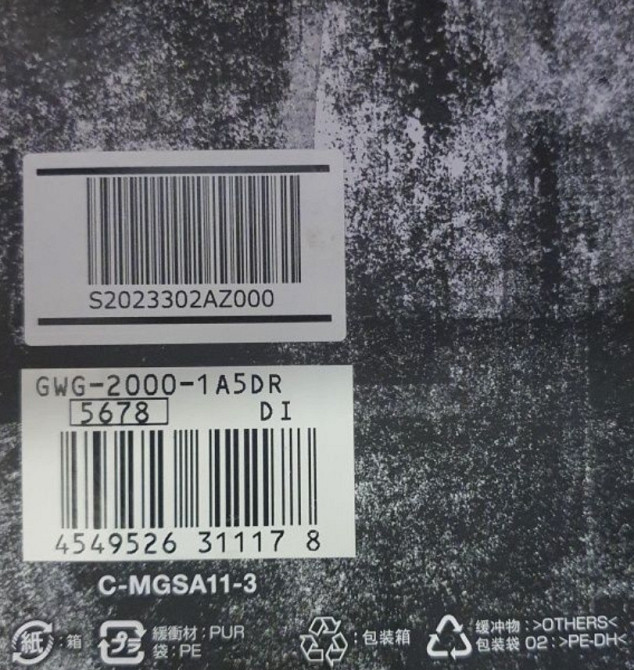 S2023302AZ000
GWG-2000-1A5DR
5678 DI
4549526 31117 8
C-MGSA11-3
紙 : 箱
プラ 緩衝材 : PUR
袋 : PE
: 包装箱
缓冲物 : >OTHERS<
包装袋 02 : >PE-DH<